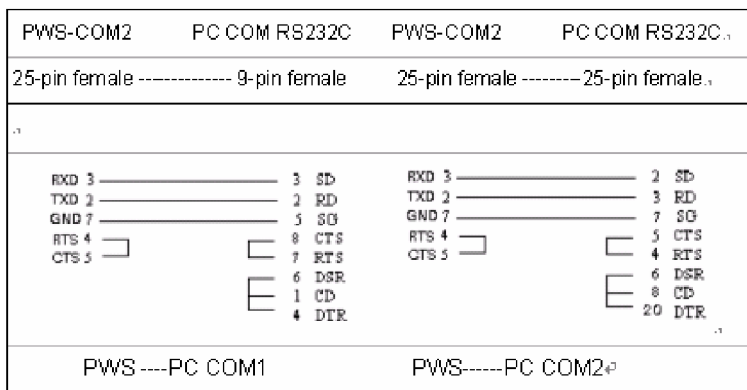 PWS-COM2 PC COM RS232C PWS-COM2 PC COM RS232C
25-pin female -------------- 9-pin female 25-pin female --------- 25-pin female
RXD 3 3 SD RXD 3 2 SD
TXD 2 2 RD TXD 2 3 RD
GND 7 5 SG GND 7 7 SG
RTS 4 8 CTS RTS 4 5 CTS
CTS 5 7 RTS CTS 5 4 RTS
6 DSR 6 DSR
1 CD 8 CD
4 DTR 20 DTR
PWS ----PC COM1 PWS------PC COM2